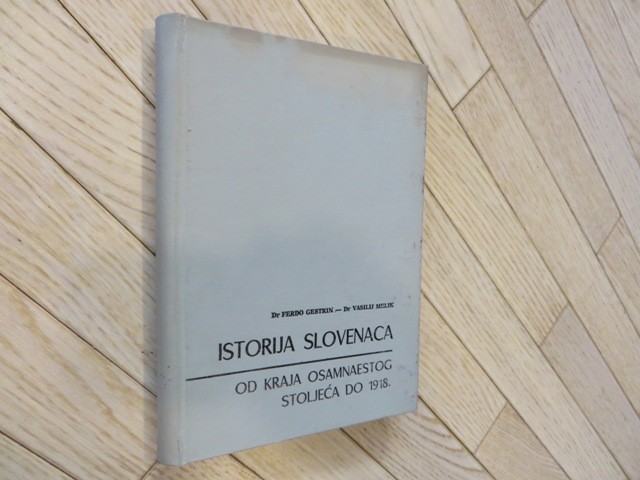 Dr FERDO GESTRIN — Dr VASILIJ MELIK
ISTORIJA SLOVENACA
OD KRAJA OSAMNAESTOG
STOLJEĆA DO 1918.